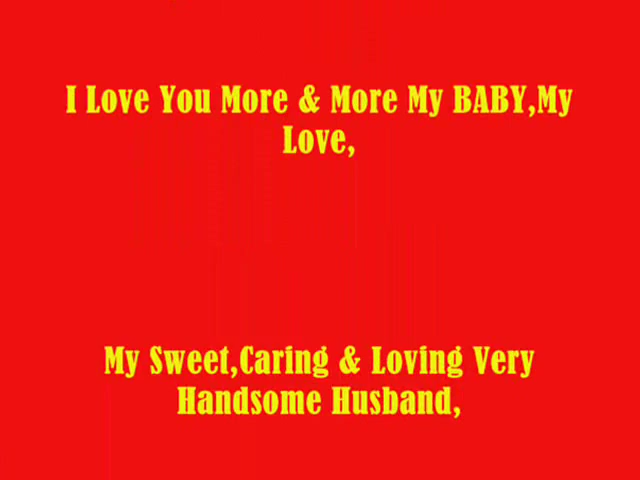 I Love You More & More My BABY,My
Love,
My Sweet,Caring & Loving Very
Handsome Husband,